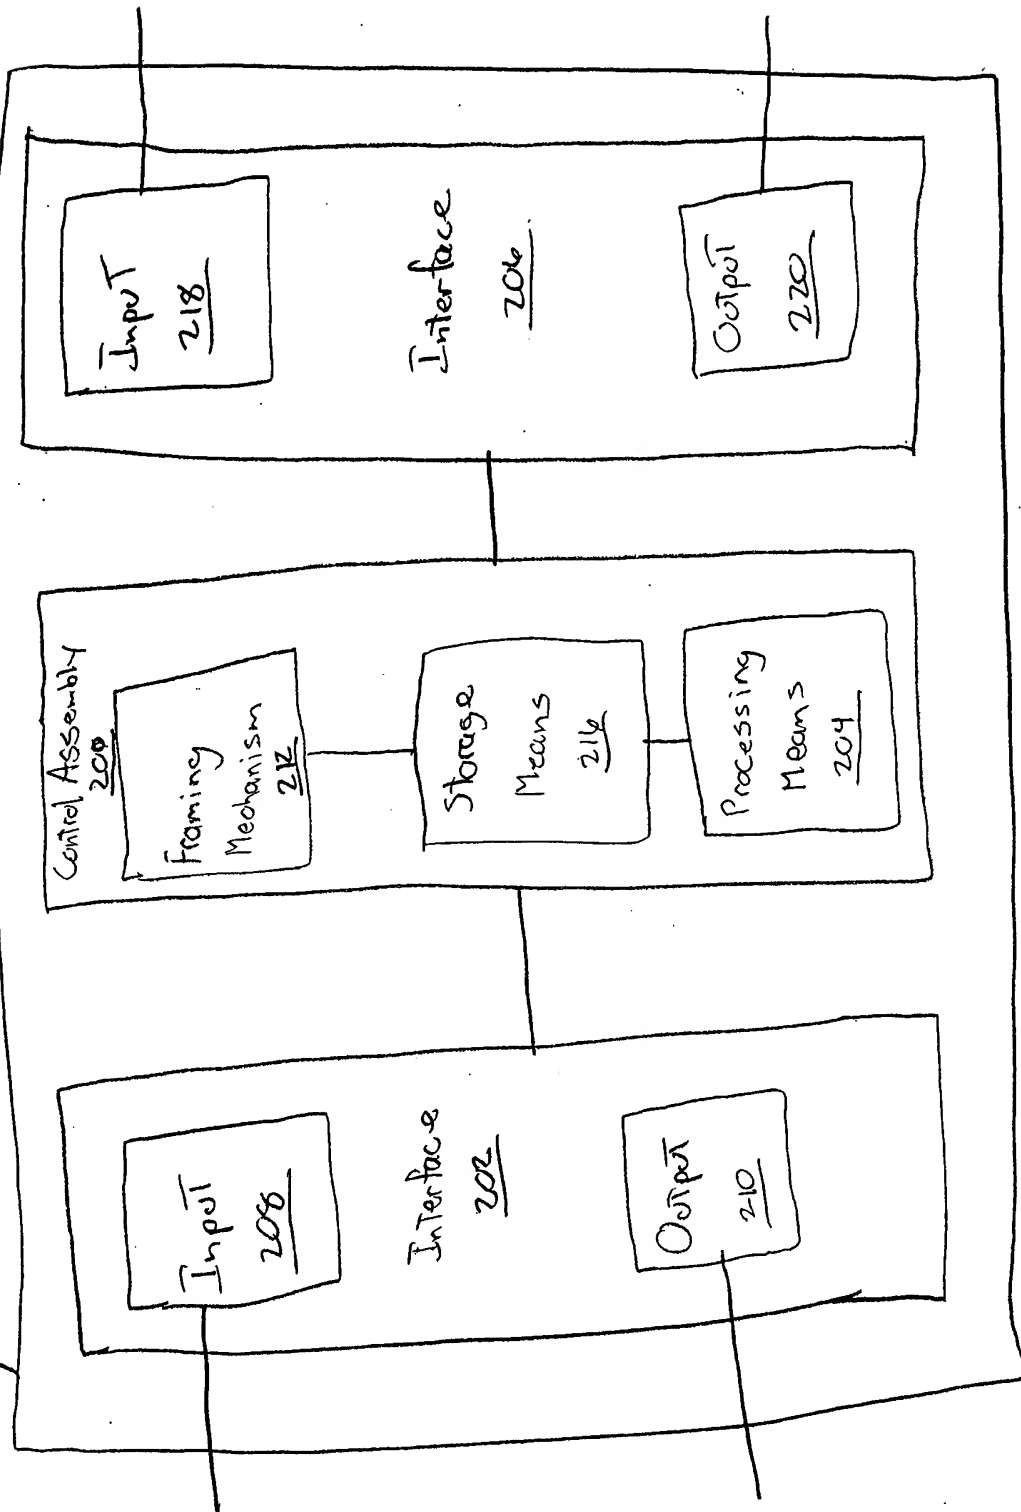 Input
208
Interface
202
Output
210
Control Assembly
200
Framing
Mechanism
212
Storage
Means
216
Processing
Means
204
Input
218
Interface
206
Output
220